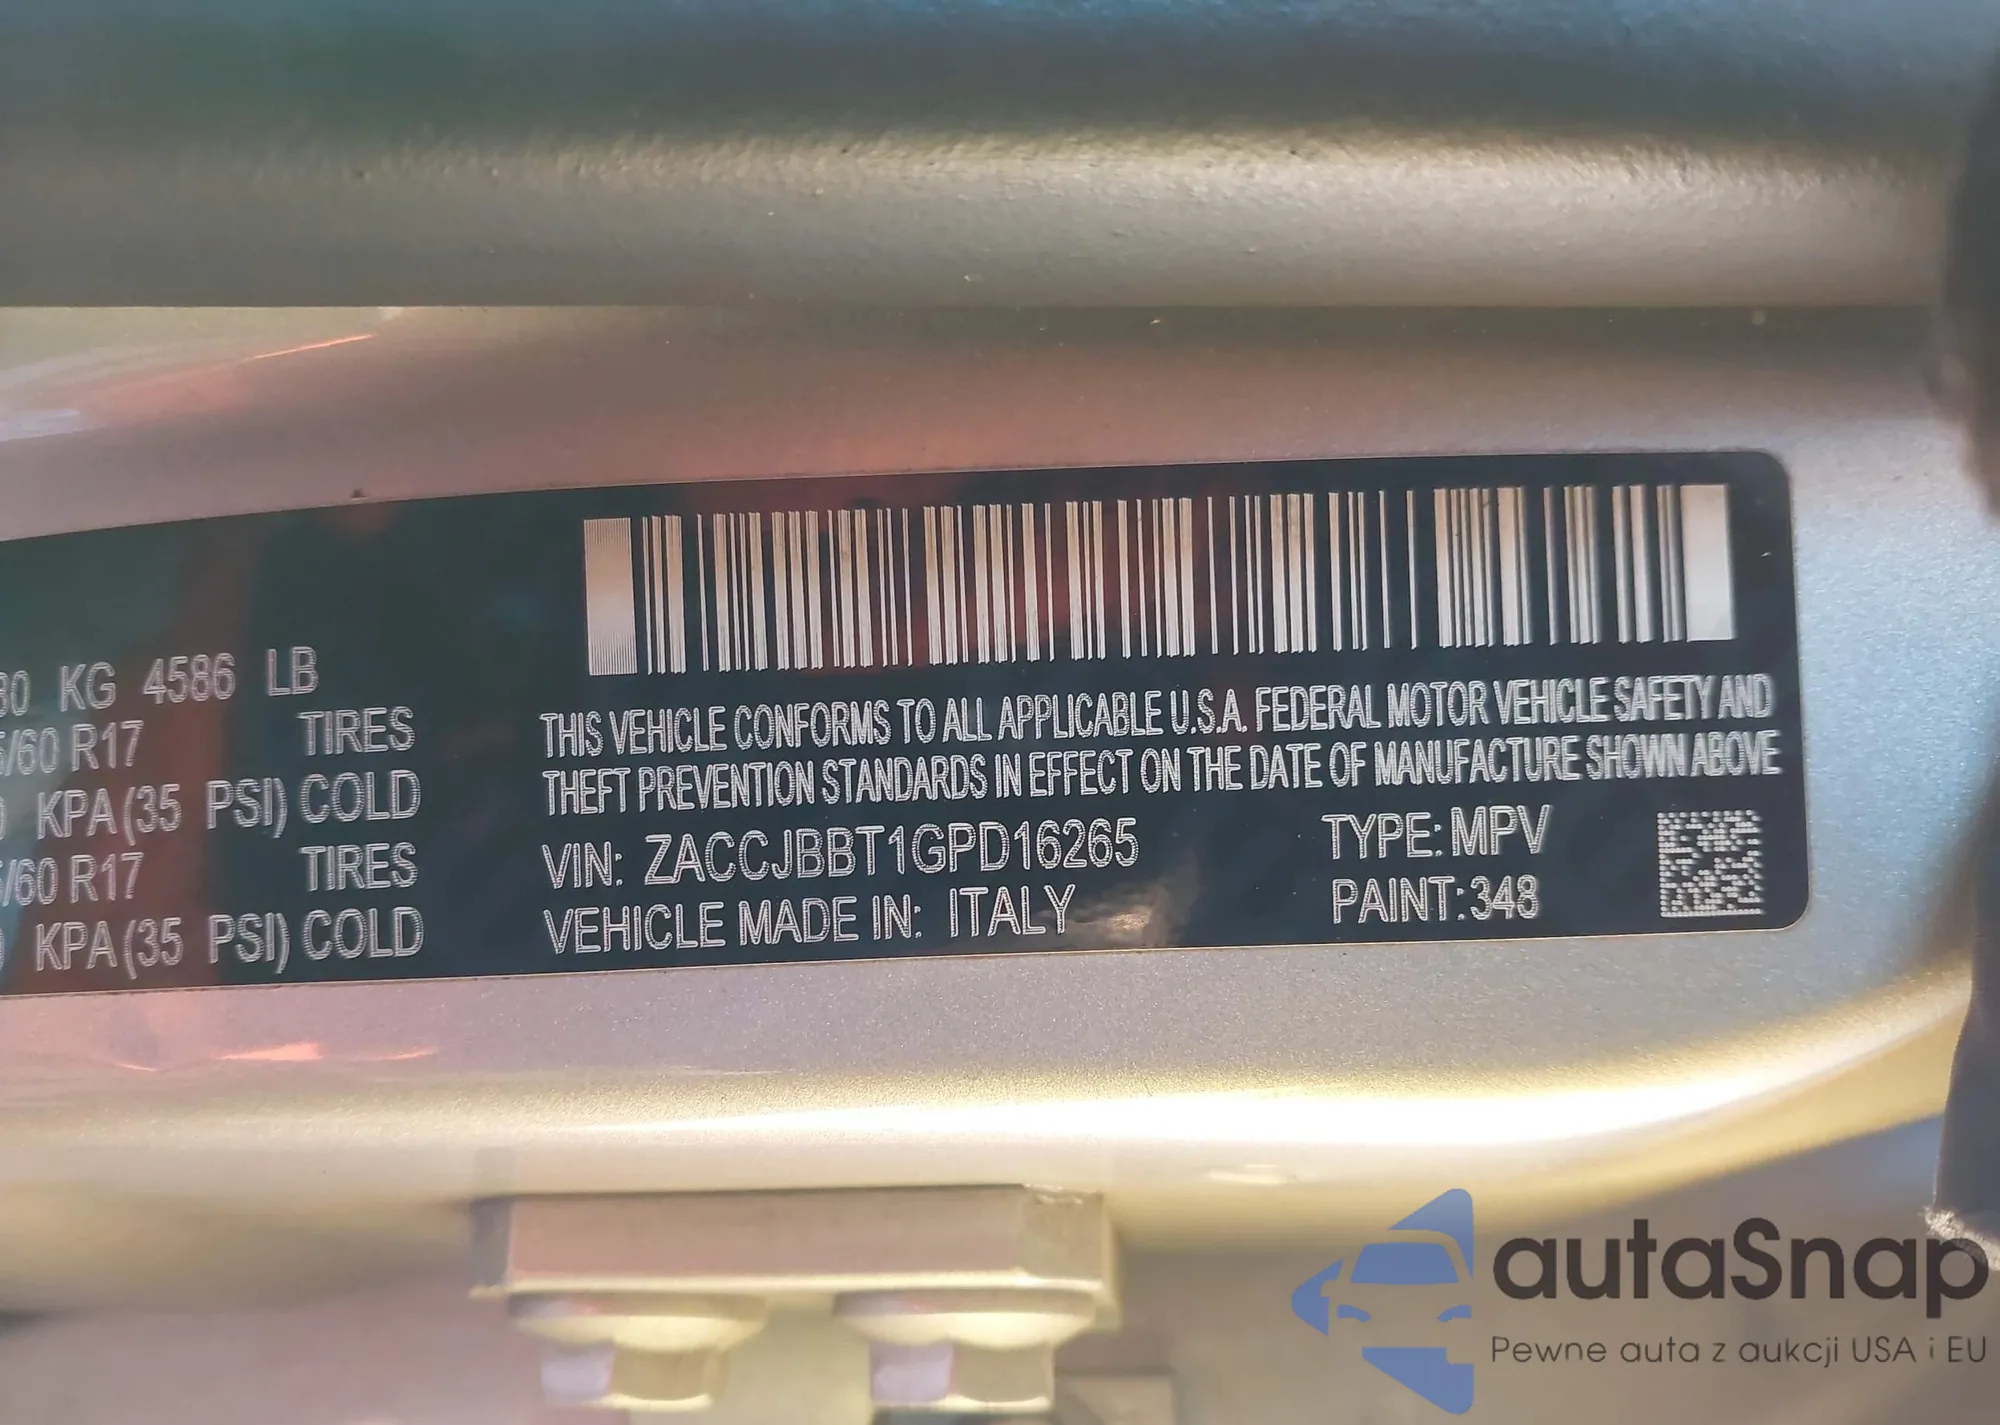 80 KG 4586 LB
5/60 R17 TIRES
KPA(35 PSI) COLD
/60 R17 TIRES
KPA(35 PSI) COLD
THIS VEHICLE CONFORMS TO ALL APPLICABLE U.S.A. FEDERAL MOTOR VEHICLE SAFETY AND
THEFT PREVENTION STANDARDS IN EFFECT ON THE DATE OF MANUFACTURE SHOWN ABOVE
VIN: ZACCJBBT1GPD16265 TYPE: MPV
VEHICLE MADE IN: ITALY PAINT:348
autaSnap
Pewne auta z aukcji USA i EU